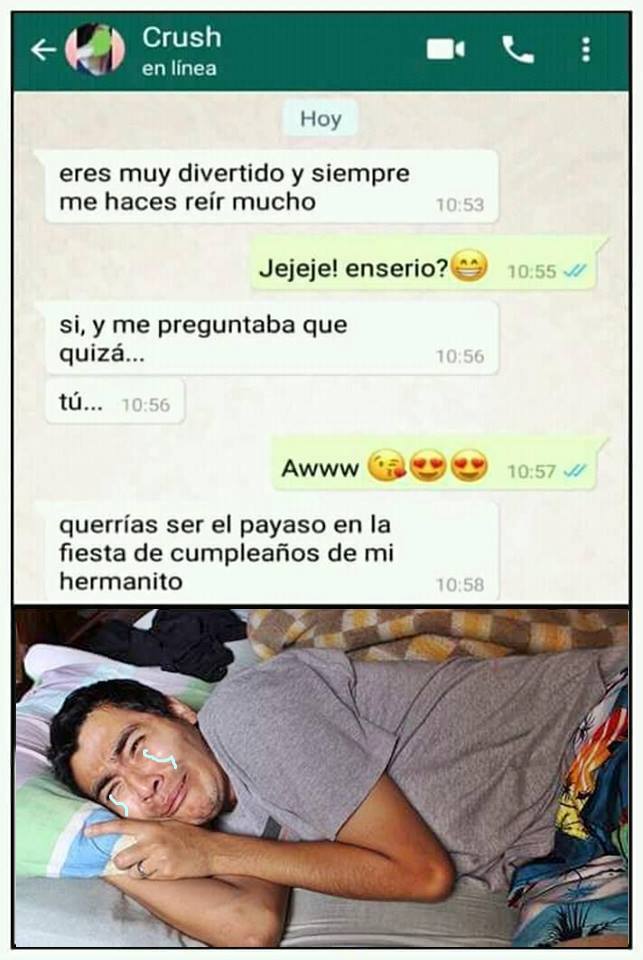 Crush
en línea
Hoy
eres muy divertido y siempre
me haces reír mucho 10:53
Jejeje! enserio?😁 10:55
si, y me preguntaba que
quizá... 10:56
tú... 10:56
Awww 😘😍😍 10:57
querrías ser el payaso en la
fiesta de cumpleaños de mi
hermanito 10:58